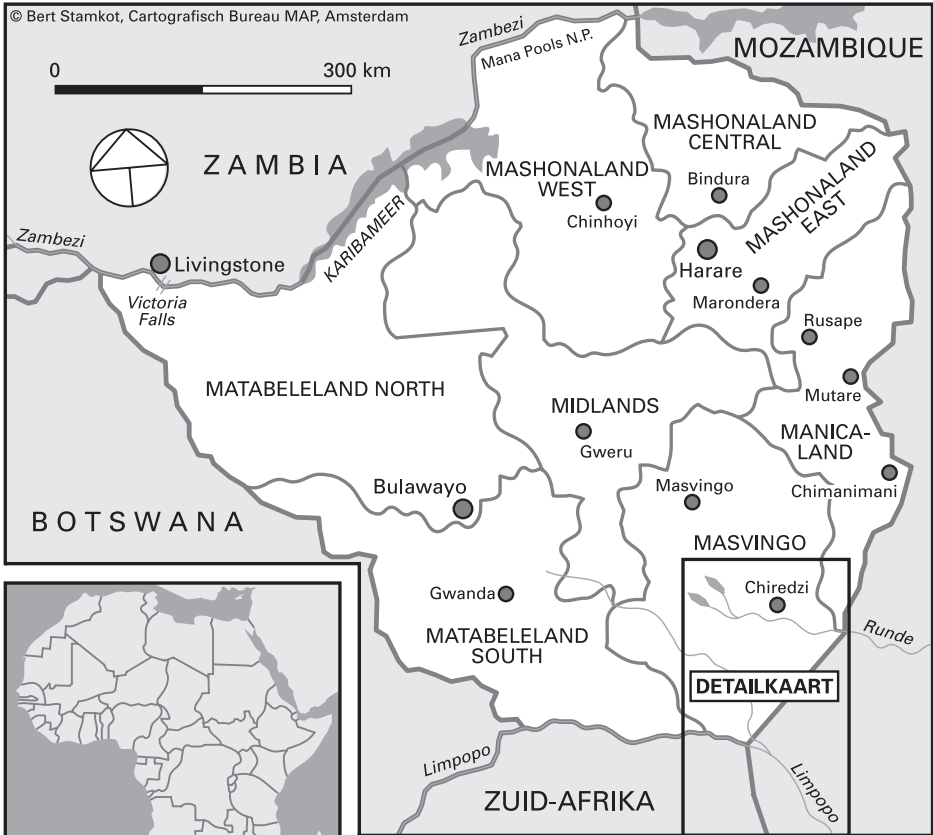 © Bert Stamkot, Cartografisch Bureau MAP, Amsterdam
0 300 km
Zambezi
Mana Pools N.P.
MOZAMBIQUE
ZAMBIA
MASHONALAND
CENTRAL
MASHONALAND
WEST
Bindura
MASHONALAND
EAST
Chinhoyi
KARIBAMEER
Zambezi
Livingstone
Harare
Victoria
Falls
Marondera
Rusape
MATABELELAND NORTH
Mutare
MIDLANDS
Gweru
MANICA-
LAND
Bulawayo
Masvingo
Chimanimani
BOTSWANA
MASVINGO
Gwanda
Chiredzi
MATABELELAND
SOUTH
Runde
DETAILKAART
Limpopo
ZUID-AFRIKA
Limpopo